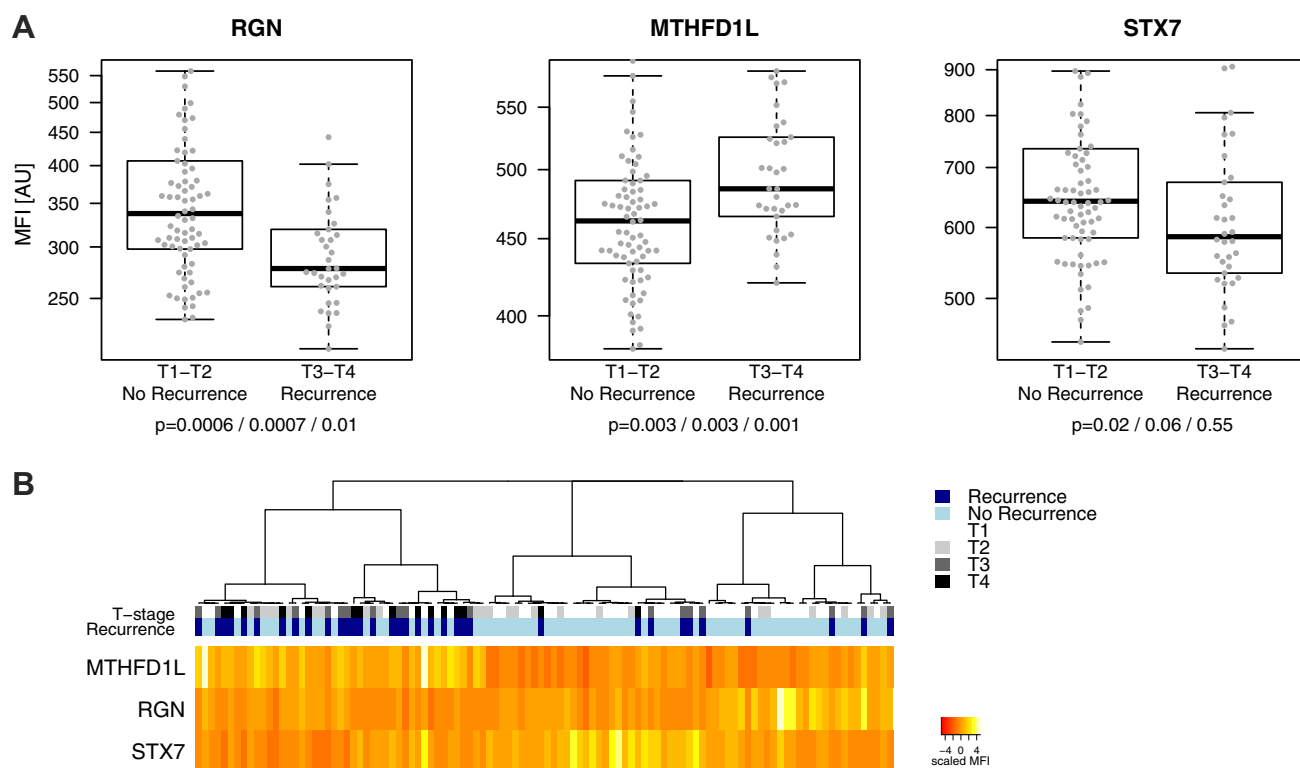 A
RGN
MTHFD1L
STX7
MFI [AU]
550
500
450
400
350
300
250
T1−T2
No Recurrence
T3−T4
Recurrence
p=0.0006 / 0.0007 / 0.01
550
500
450
400
T1−T2
No Recurrence
T3−T4
Recurrence
p=0.003 / 0.003 / 0.001
900
800
700
600
500
T1−T2
No Recurrence
T3−T4
Recurrence
p=0.02 / 0.06 / 0.55
B
Recurrence
No Recurrence
T1
T2
T3
T4
T−stage
Recurrence
MTHFD1L
RGN
STX7
−4 0 4
scaled MFI